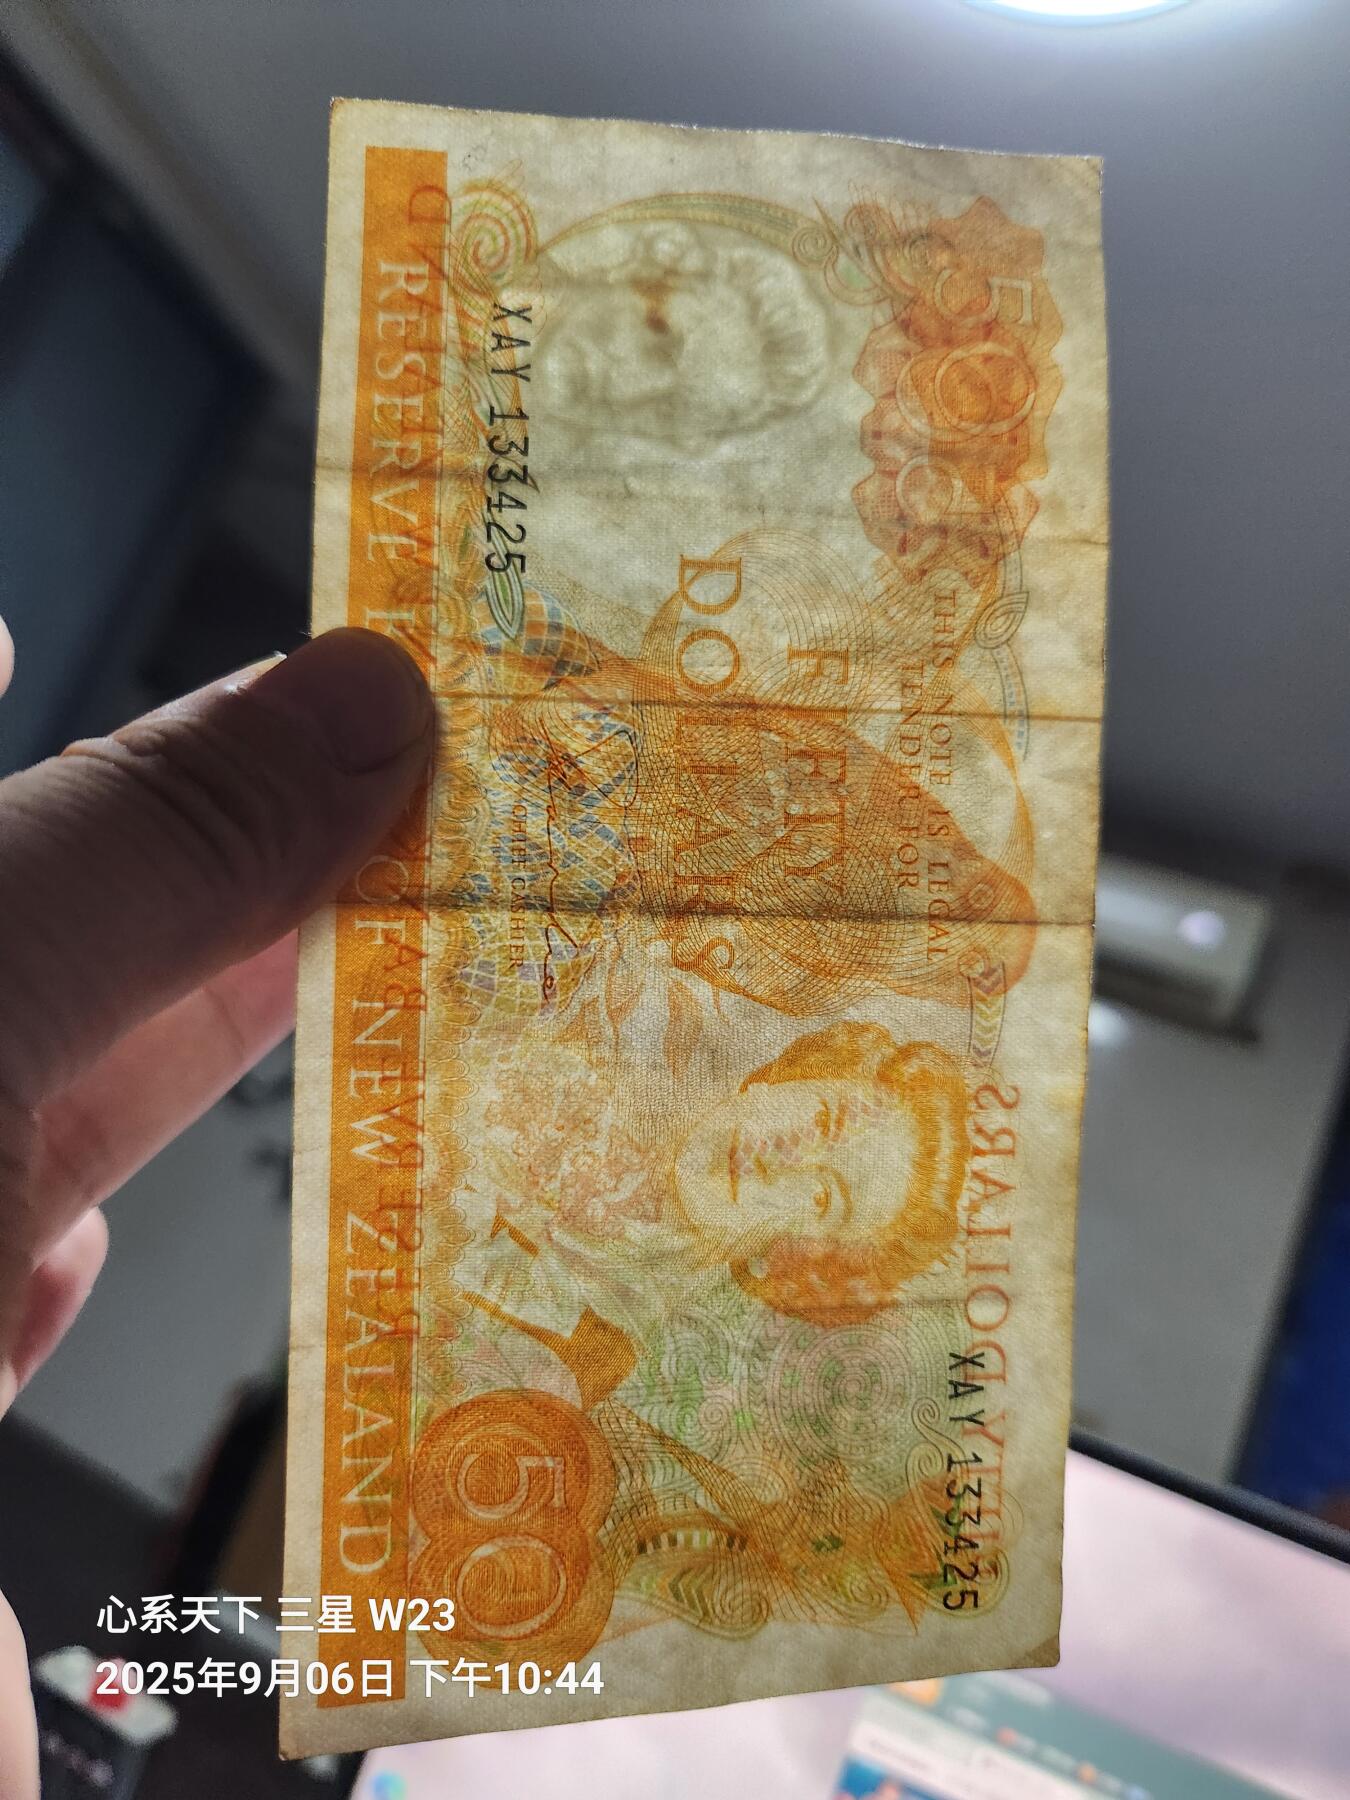 RESERVE BANK OF NEW ZEALAND
XAY 133425
50
THIS NOTE IS LEGAL
TENDER FOR
FIFTY
DOLLARS
CHIEF CASHIER
XAY 133425
50
FIFTY DOLLARS
心系天下 三星 W23
2025年9月06日 下午10:44